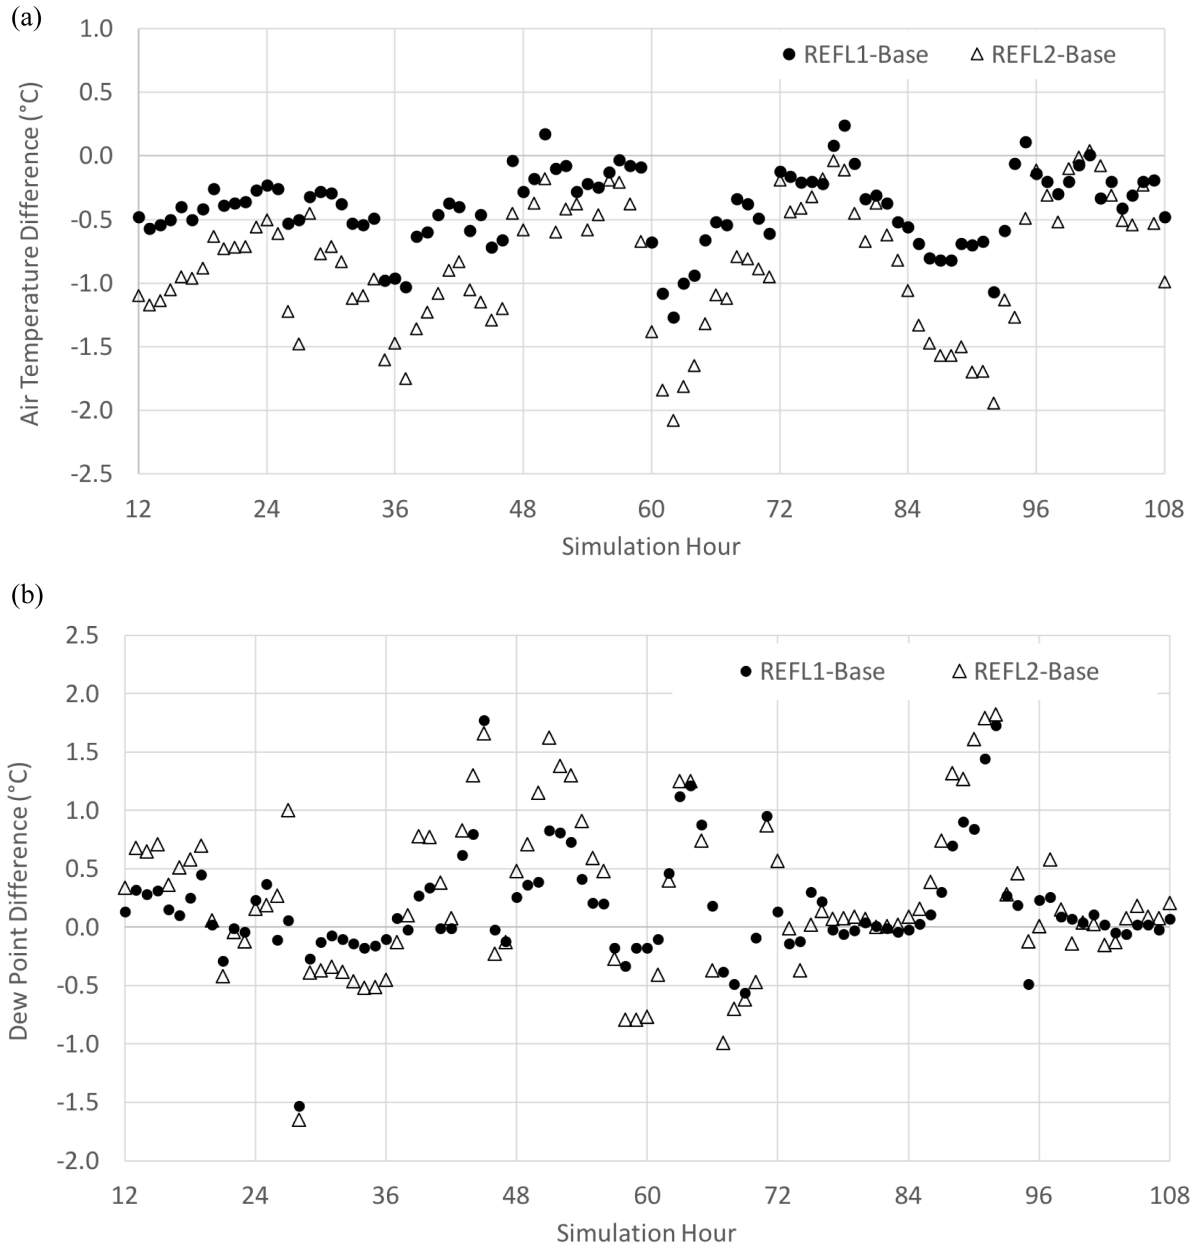 (a)
1.0
● REFL1-Base △ REFL2-Base
0.5
0.0
-0.5
-1.0
-1.5
-2.0
-2.5
Air Temperature Difference (°C)
12 24 36 48 60 72 84 96 108
Simulation Hour
(b)
2.5
● REFL1-Base △ REFL2-Base
2.0
1.5
1.0
0.5
0.0
-0.5
-1.0
-1.5
-2.0
Dew Point Difference (°C)
12 24 36 48 60 72 84 96 108
Simulation Hour